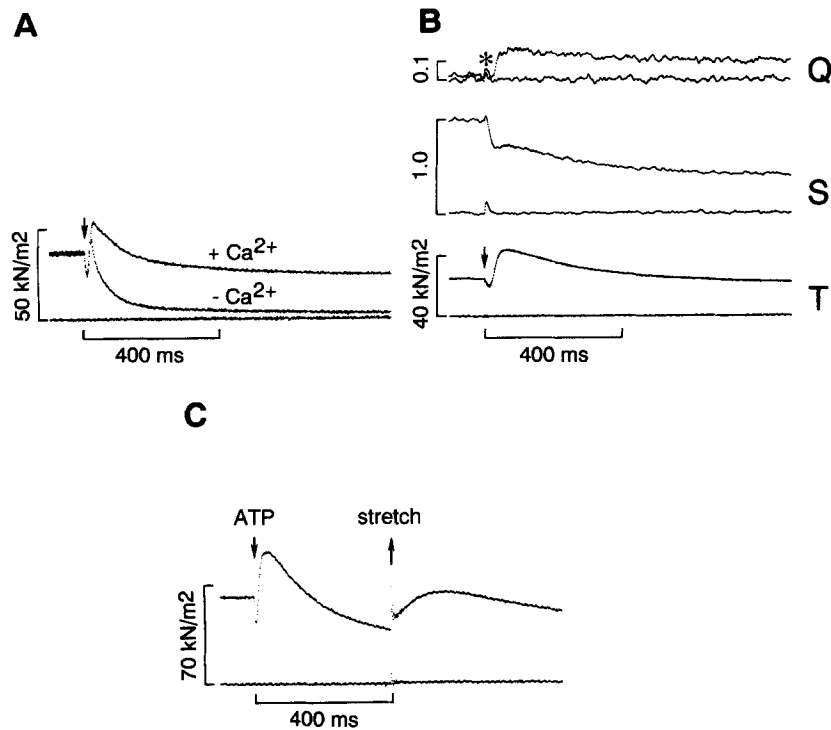 A
50 kN/m2
+ Ca2+
- Ca2+
400 ms
B
0.1
*
Q
1.0
S
40 kN/m2
T
400 ms
C
ATP
stretch
70 kN/m2
400 ms